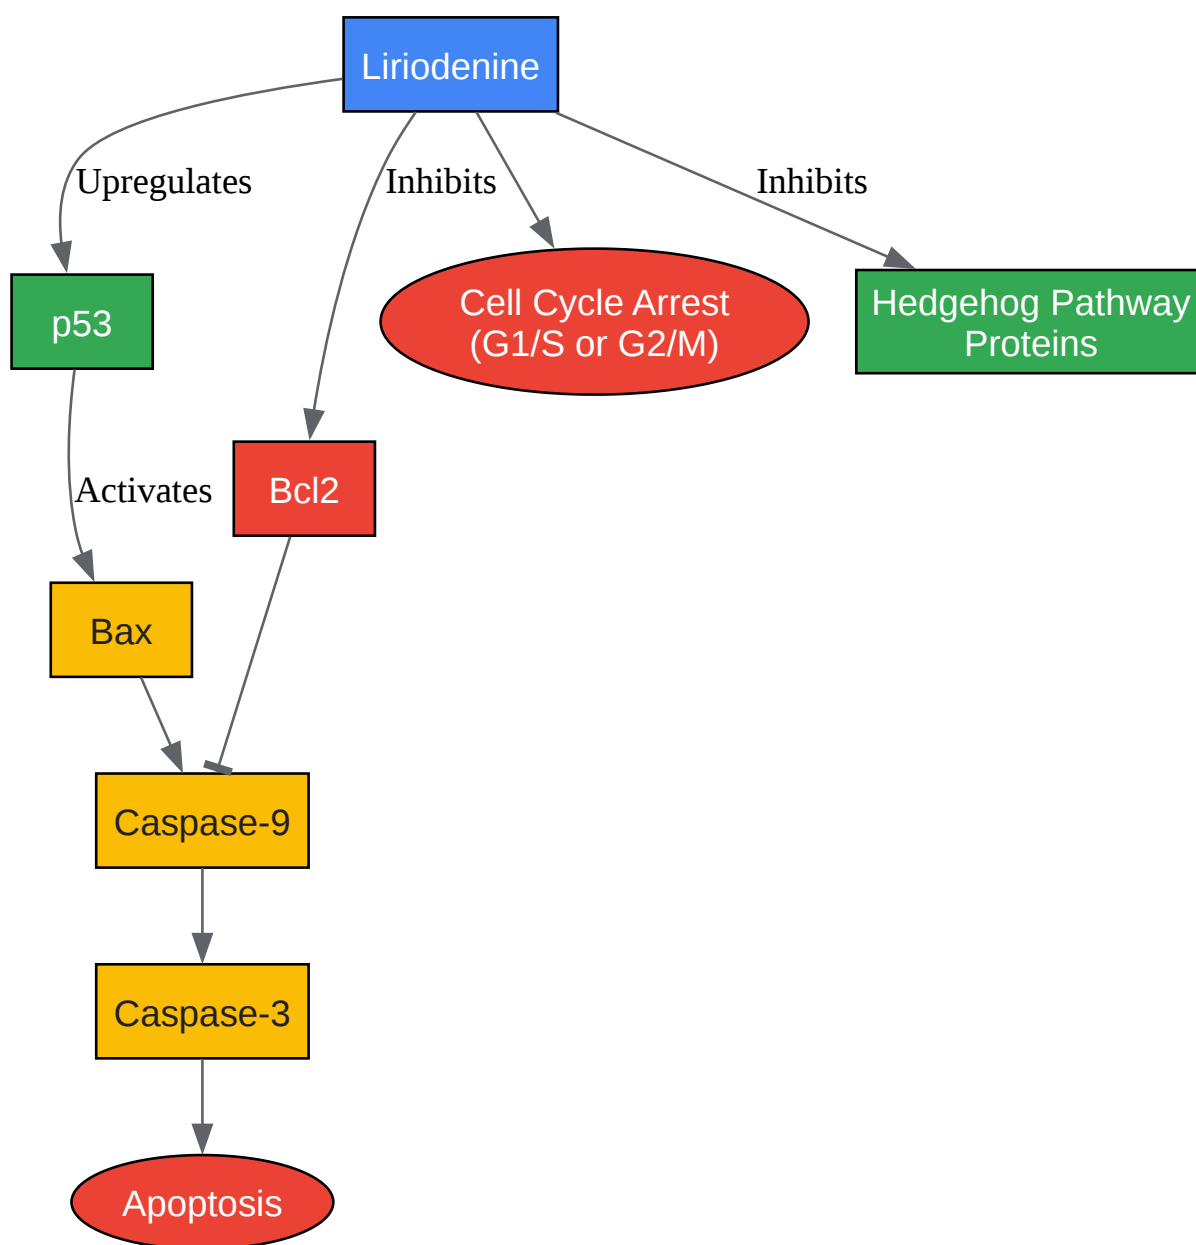 Liriodenine
Upregulates
Inhibits
Inhibits
p53
Cell Cycle Arrest
(G1/S or G2/M)
Hedgehog Pathway
Proteins
Activates
Bcl2
Bax
Caspase-9
Caspase-3
Apoptosis